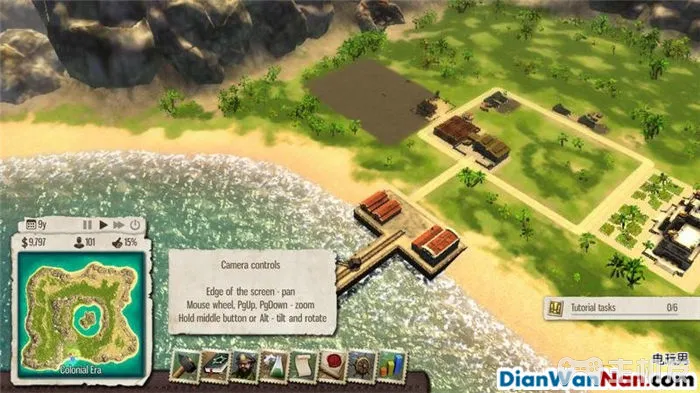 9y
$ 9,797
101
15%
Colonial Era
Camera controls
Edge of the screen - pan
Mouse wheel, PgUp, PgDown - zoom
Hold middle button or Alt - tilt and rotate
Tutorial tasks 0/6
电玩男
DianWanNan.com